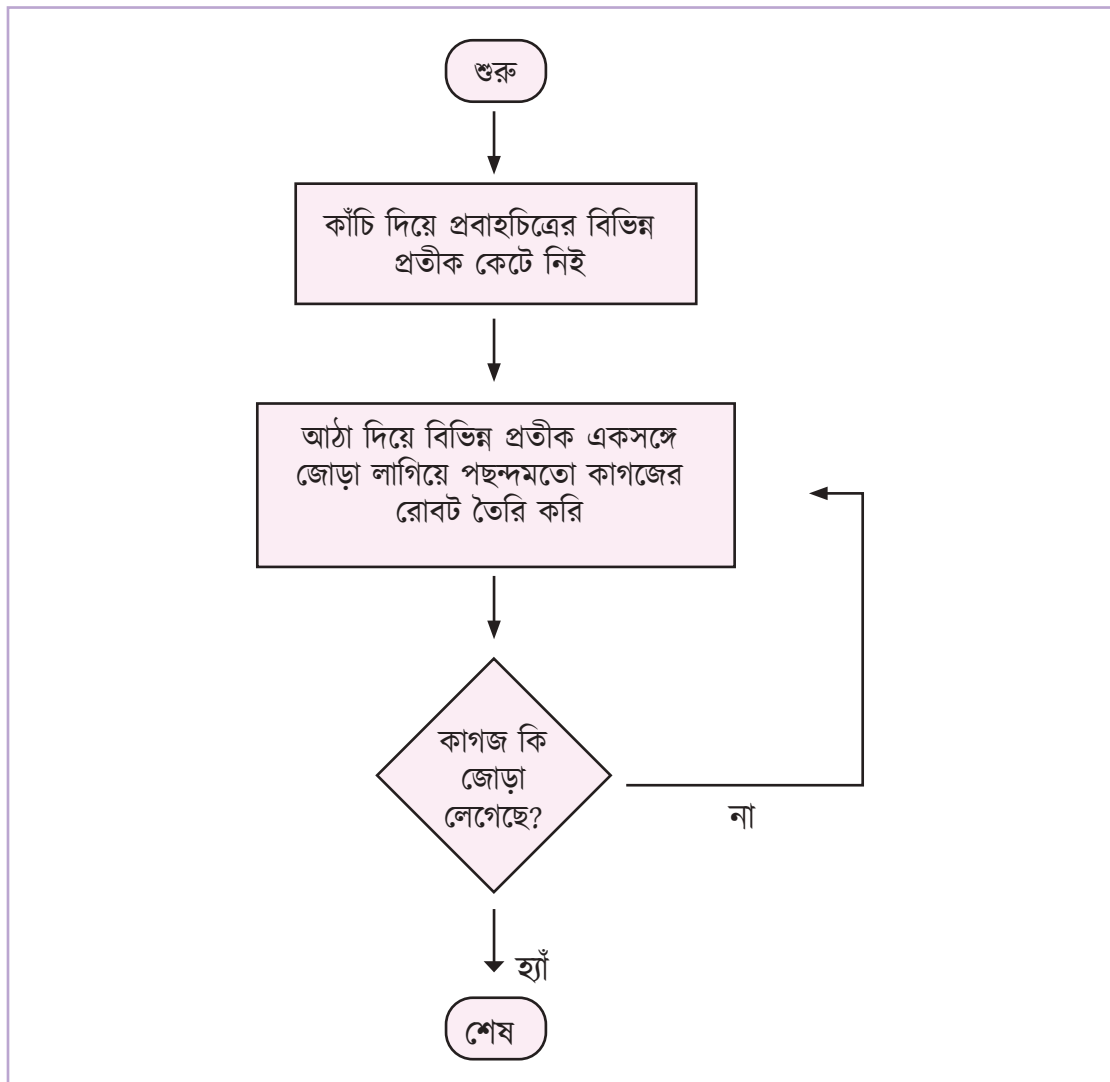 শুরু
কাঁচি দিয়ে প্রবাহচিত্রের বিভিন্ন
প্রতীক কেটে নিই
আঠা দিয়ে বিভিন্ন প্রতীক একসঙ্গে
জোড়া লাগিয়ে পছন্দমতো কাগজের
রোবট তৈরি করি
কাগজ কি
জোড়া
লেগেছে?
না
হ্যাঁ
শেষ